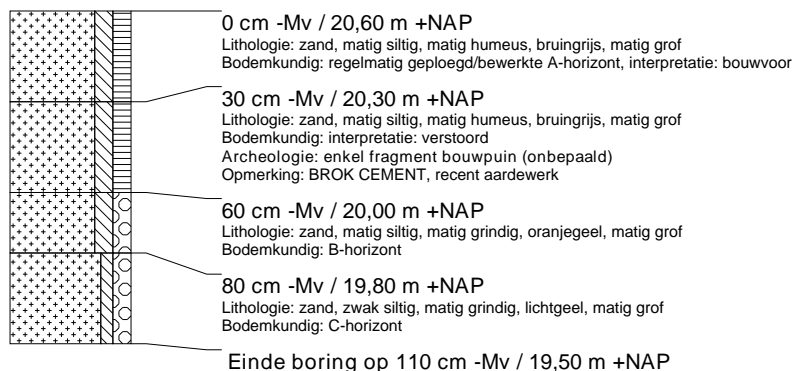 0 cm -Mv / 20,60 m +NAP
Lithologie: zand, matig siltig, matig humeus, bruingrijs, matig grof
Bodemkundig: regelmatig geploegd/bewerkte A-horizont, interpretatie: bouwvoor
30 cm -Mv / 20,30 m +NAP
Lithologie: zand, matig siltig, matig humeus, bruingrijs, matig grof
Bodemkundig: interpretatie: verstoord
Archeologie: enkel fragment bouwpuin (onbepaald)
Opmerking: BROK CEMENT, recent aardewerk
60 cm -Mv / 20,00 m +NAP
Lithologie: zand, matig siltig, matig grindig, oranjegeel, matig grof
Bodemkundig: B-horizont
80 cm -Mv / 19,80 m +NAP
Lithologie: zand, zwak siltig, matig grindig, lichtgeel, matig grof
Bodemkundig: C-horizont
Einde boring op 110 cm -Mv / 19,50 m +NAP